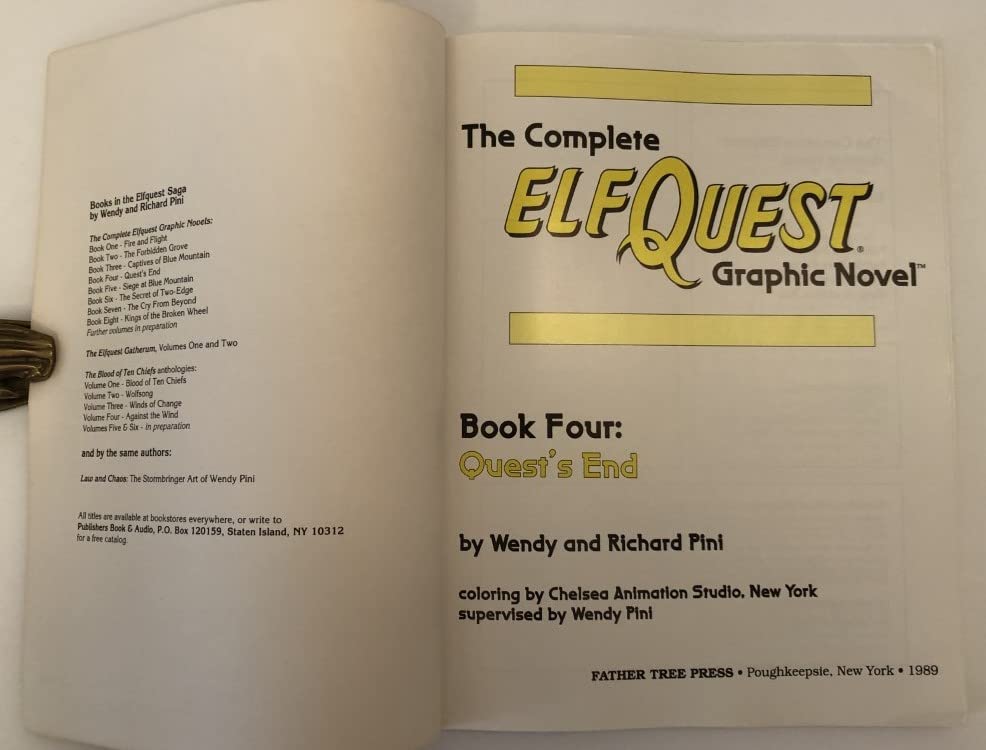 Books in the Elfquest Saga
by Wendy and Richard Pini
The Complete Elfquest Graphic Novels:
Book One - Fire and Flight
Book Two - The Forbidden Grove
Book Three - Captives of Blue Mountain
Book Four - Quest's End
Book Five - Siege at Blue Mountain
Book Six - The Secret of Two-Edge
Book Seven - The Cry From Beyond
Book Eight - Kings of the Broken Wheel
Further volumes in preparation
The Elfquest Gatherum, Volumes One and Two
The Blood of Ten Chiefs anthologies:
Volume One - Blood of Ten Chiefs
Volume Two - Wolfsong
Volume Three - Winds of Change
Volume Four - Against the Wind
Volumes Five & Six - in preparation
and by the same authors:
Law and Chaos: The Stormbringer Art of Wendy Pini
All titles are available at bookstores everywhere, or write to
Publishers Book & Audio, P.O. Box 120159, Staten Island, NY 10312
for a free catalog.
The Complete
ELFQUEST®
Graphic Novel™
Book Four:
Quest's End
by Wendy and Richard Pini
coloring by Chelsea Animation Studio, New York
supervised by Wendy Pini
FATHER TREE PRESS • Poughkeepsie, New York • 1989